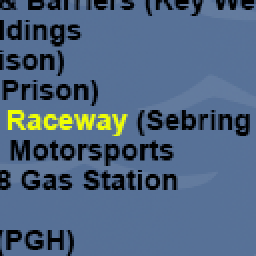 & Barriers (Key We
ldings
ison)
Prison)
Raceway (Sebring
Motorsports
8 Gas Station
(PGH)